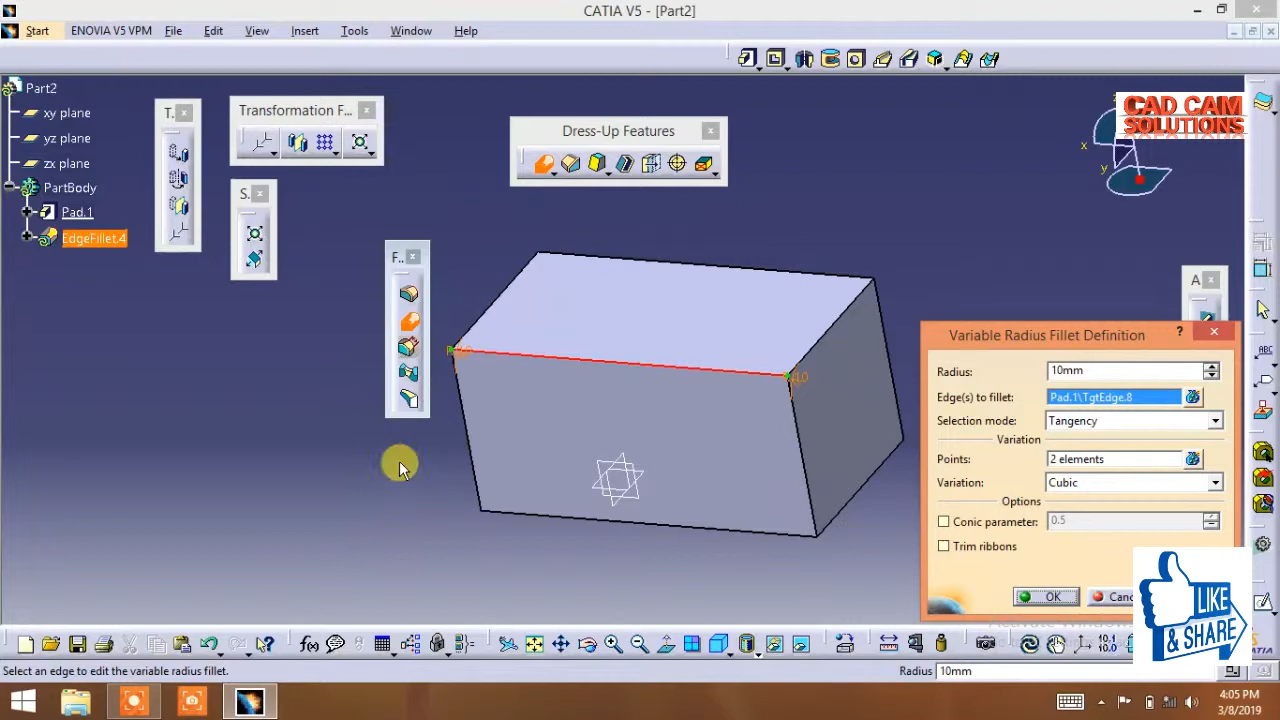 CATIA V5 - [Part2]
Start ENOVIA V5 VPM File Edit View Insert Tools Window Help
Part2
xy plane
yz plane
zx plane
PartBody
Pad.1
EdgeFillet.4
T.
Transformation F...
S.
Dress-Up Features
F..
A
CAD CAM
SOLUTIONS
x
y
10
Variable Radius Fillet Definition
Radius: 10mm
Edge(s) to fillet: Pad.1\TgtEdge.8
Selection mode: Tangency
Variation
Points: 2 elements
Variation: Cubic
Options
Conic parameter: 0.5
Trim ribbons
OK Canc
LIKE
& SHARE
Select an edge to edit the variable radius fillet.
Radius 10mm
4:05 PM
3/8/2019